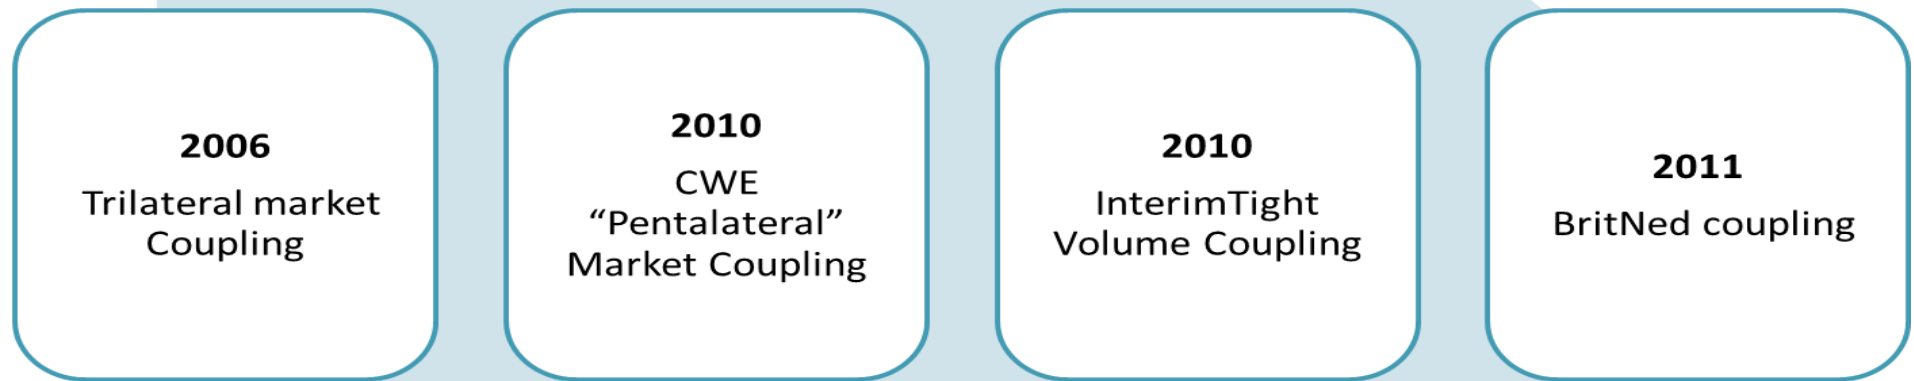 2006
Trilateral market
Coupling
2010
CWE
“Pentalateral”
Market Coupling
2010
InterimTight
Volume Coupling
2011
BritNed coupling